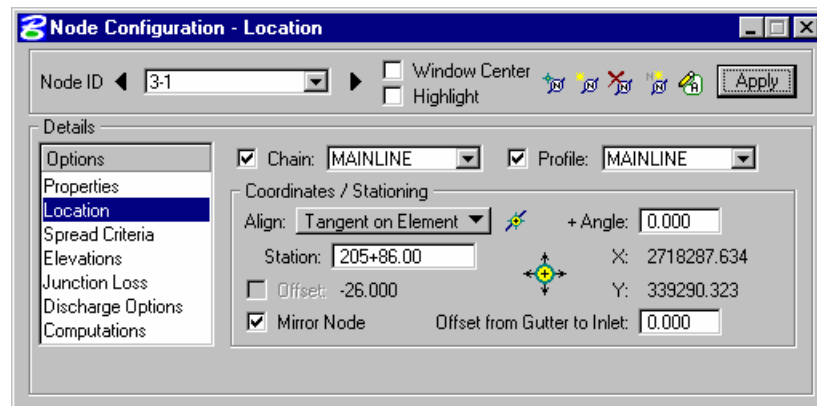 Node Configuration - Location
Node ID 3-1 Window Center Apply
Highlight
Details
Options Chain: MAINLINE Profile: MAINLINE
Properties
Location
Spread Criteria
Elevations
Junction Loss
Discharge Options
Computations
Coordinates / Stationing
Align: Tangent on Element + Angle: 0.000
Station: 205+86.00 X: 2718287.634
Offset: -26.000 Y: 339290.323
Mirror Node Offset from Gutter to Inlet: 0.000